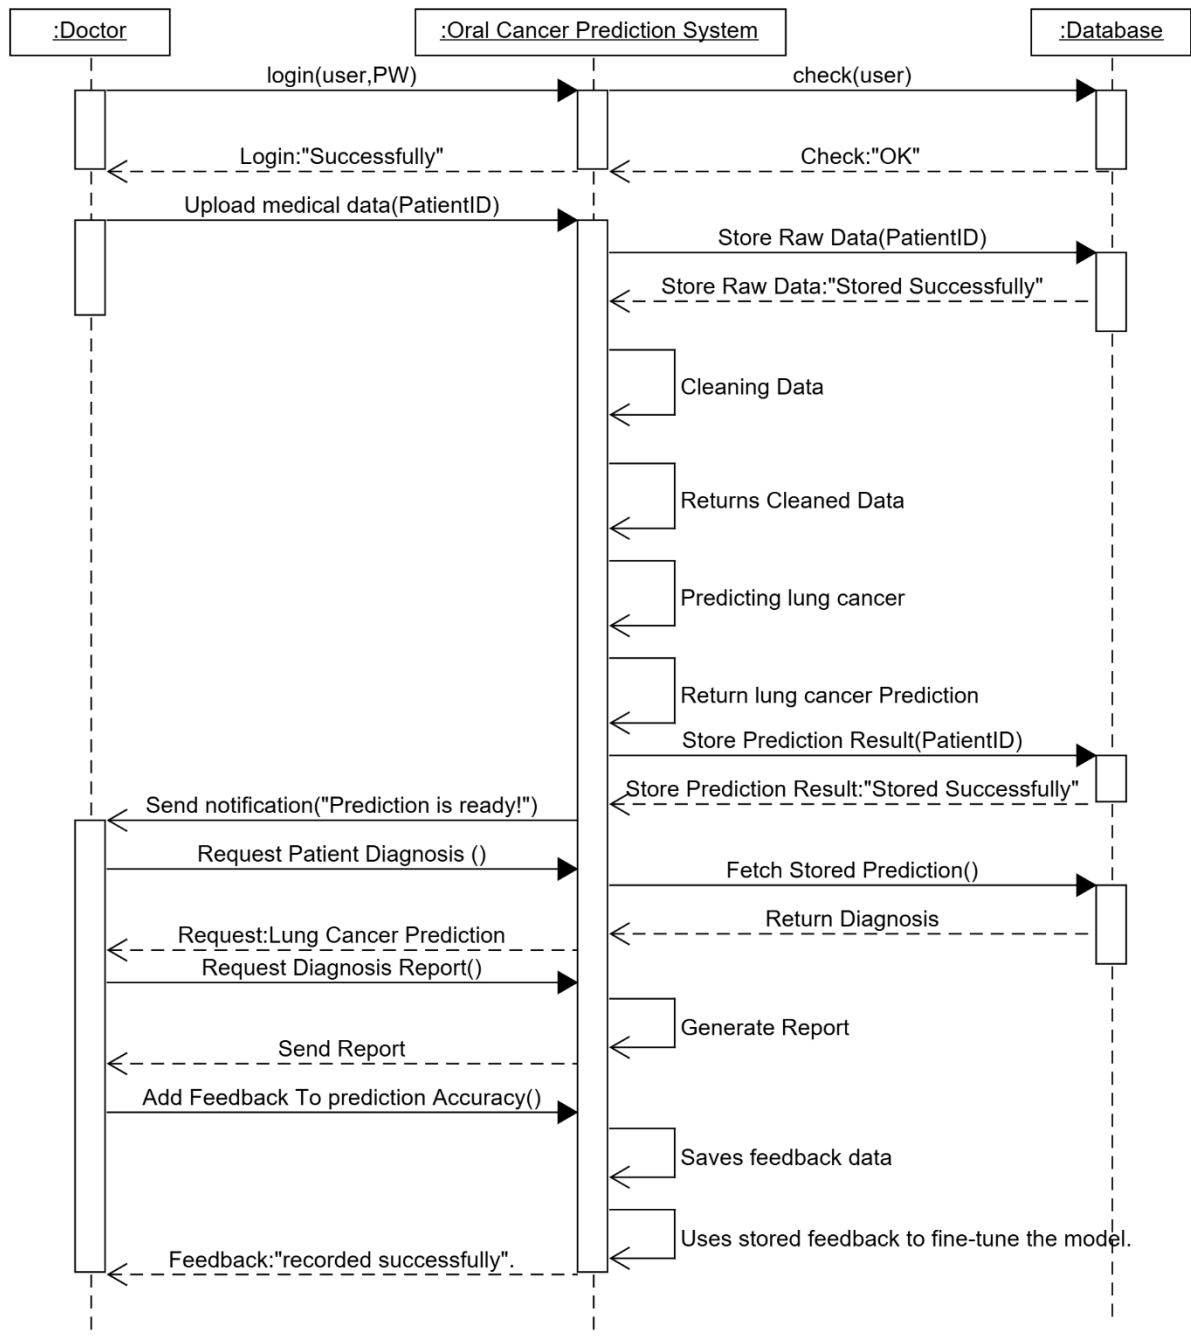 :Doctor
:Oral Cancer Prediction System
:Database
login(user,PW)
check(user)
Login:"Successfully"
Check:"OK"
Upload medical data(PatientID)
Store Raw Data(PatientID)
Store Raw Data:"Stored Successfully"
Cleaning Data
Returns Cleaned Data
Predicting lung cancer
Return lung cancer Prediction
Store Prediction Result(PatientID)
Store Prediction Result:"Stored Successfully"
Send notification("Prediction is ready!")
Request Patient Diagnosis ()
Fetch Stored Prediction()
Return Diagnosis
Request:Lung Cancer Prediction
Request Diagnosis Report()
Generate Report
Send Report
Add Feedback To prediction Accuracy()
Saves feedback data
Uses stored feedback to fine-tune the model.
Feedback:"recorded successfully".